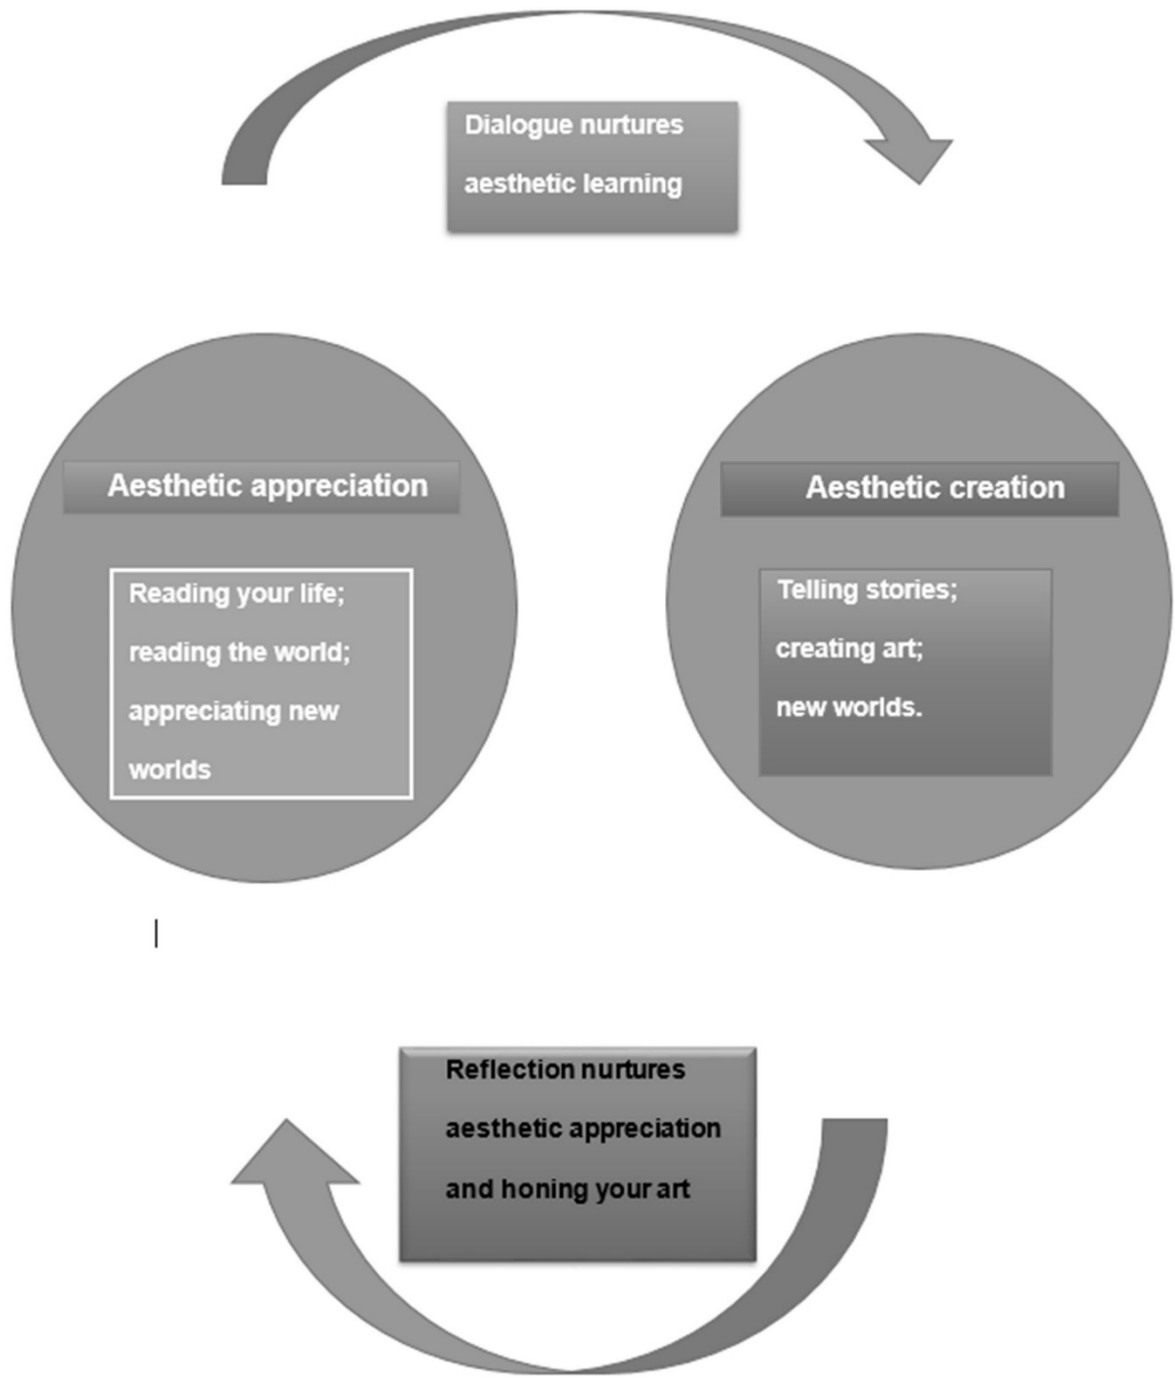 Dialogue nurtures
aesthetic learning
Aesthetic appreciation
Reading your life;
reading the world;
appreciating new
worlds
Aesthetic creation
Telling stories;
creating art;
new worlds.
Reflection nurtures
aesthetic appreciation
and honing your art